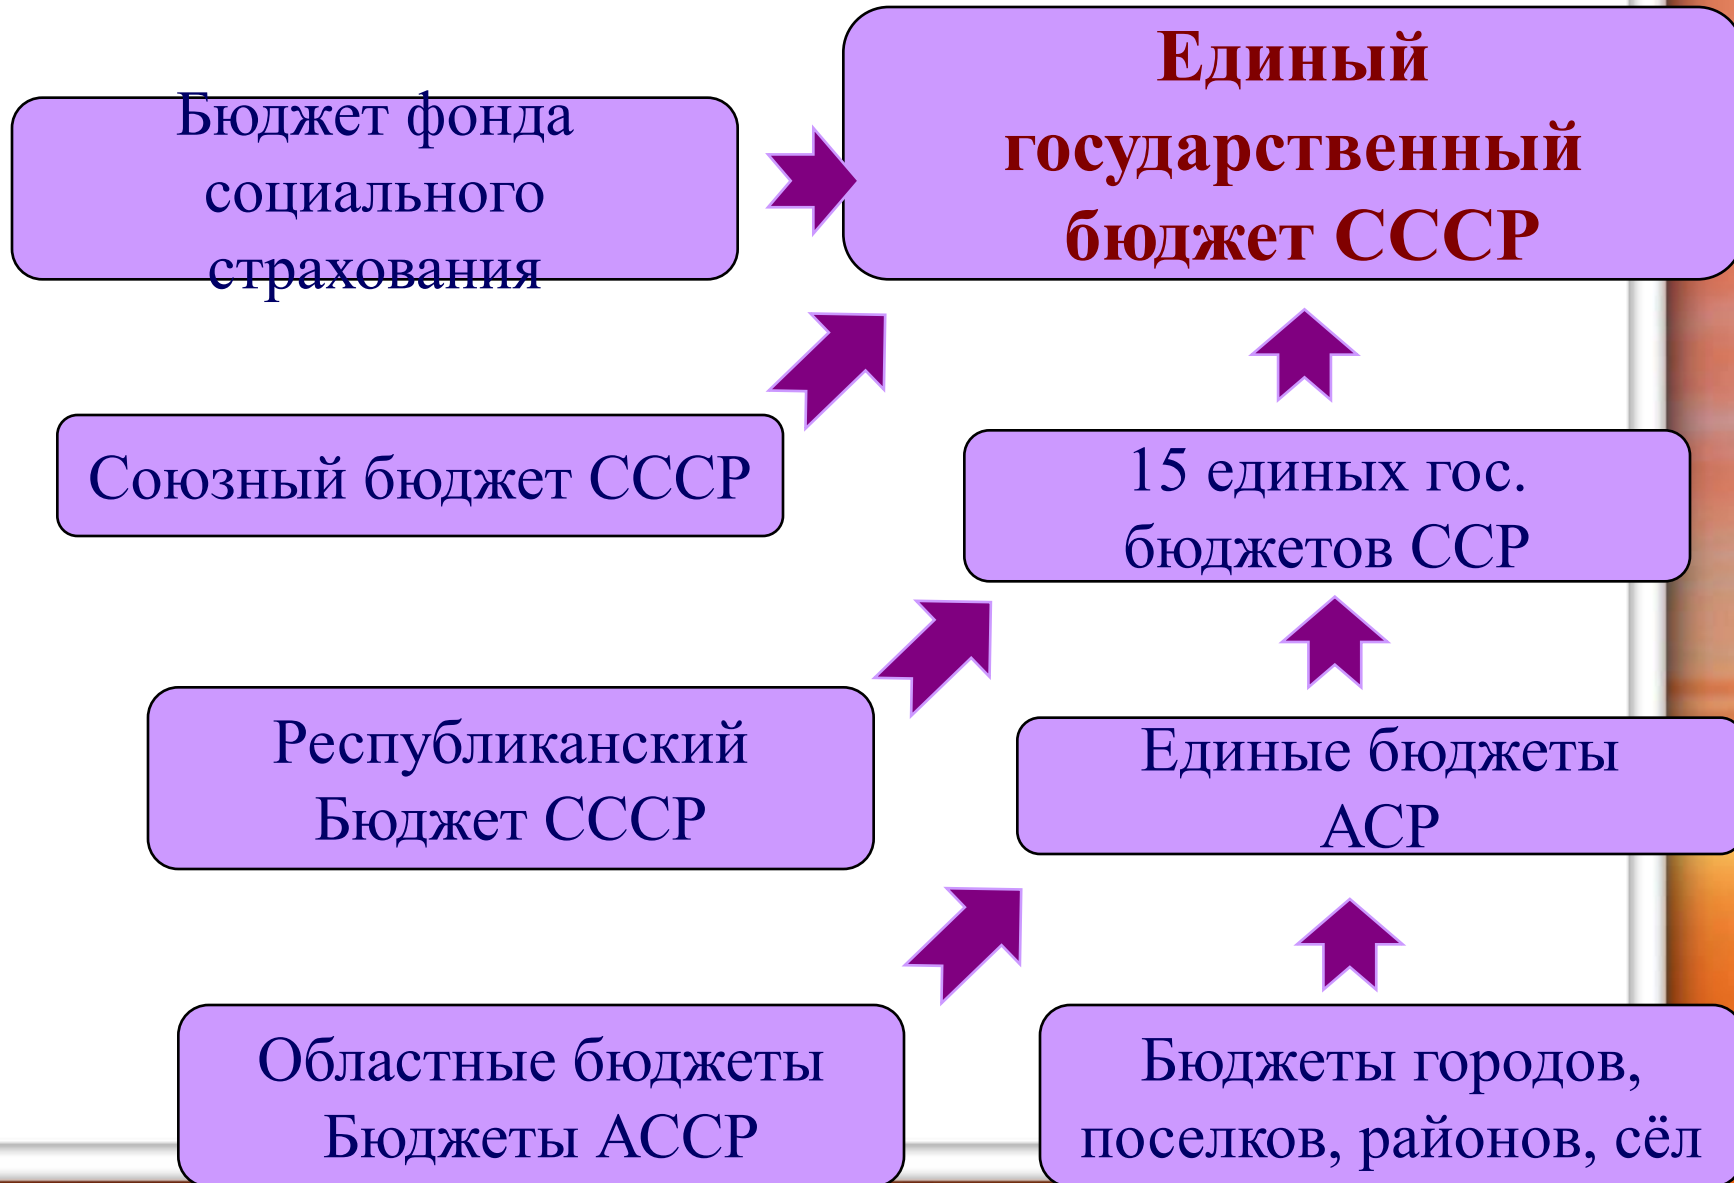 Бюджет фонда
социального
страхования
Единый
государственный
бюджет СССР
Союзный бюджет СССР
15 единых гос.
бюджетов ССР
Республиканский
Бюджет СССР
Единые бюджеты
АСР
Областные бюджеты
Бюджеты АССР
Бюджеты городов,
поселков, районов, сёл